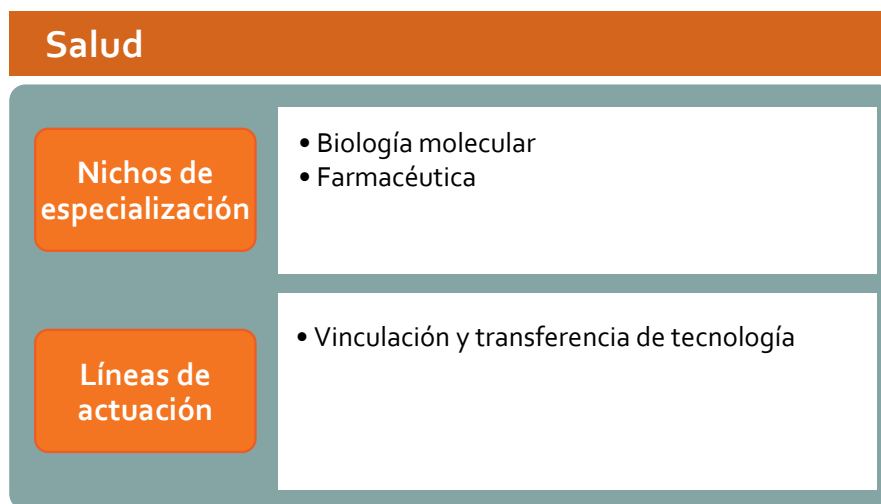 Salud
Nichos de
especialización
• Biología molecular
• Farmacéutica
Líneas de
actuación
• Vinculación y transferencia de tecnología